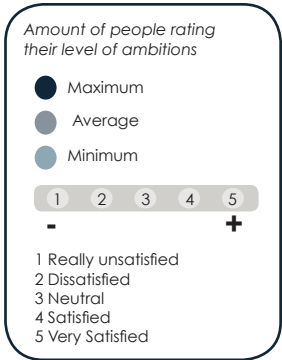 Amount of people rating
their level of ambitions
Maximum
Average
Minimum
1 2 3 4 5
- +
1 Really unsatisfied
2 Dissatisfied
3 Neutral
4 Satisfied
5 Very Satisfied